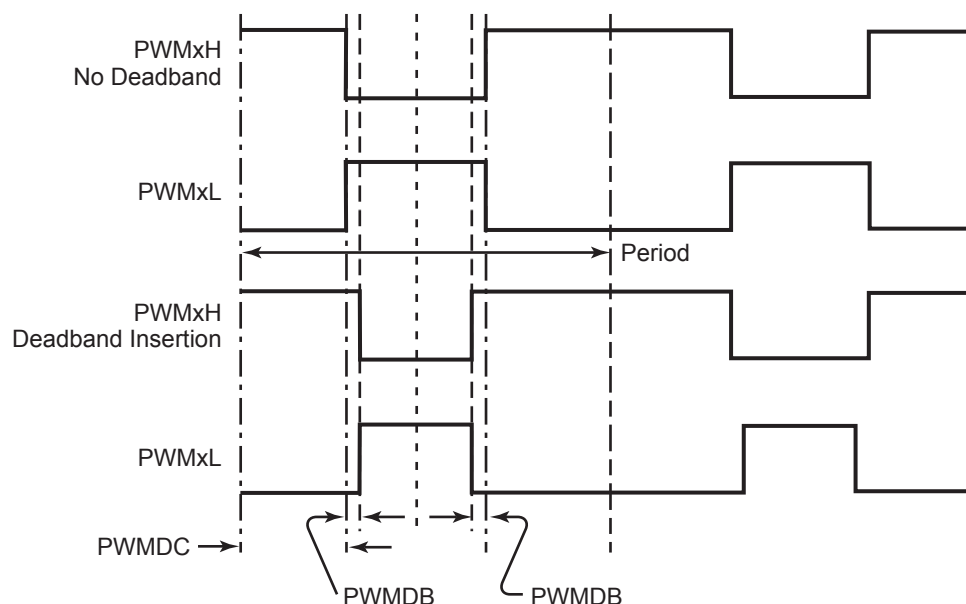 PWMxH
No Deadband
PWMxL
Period
PWMxH
Deadband Insertion
PWMxL
PWMDC
PWMDB
PWMDB